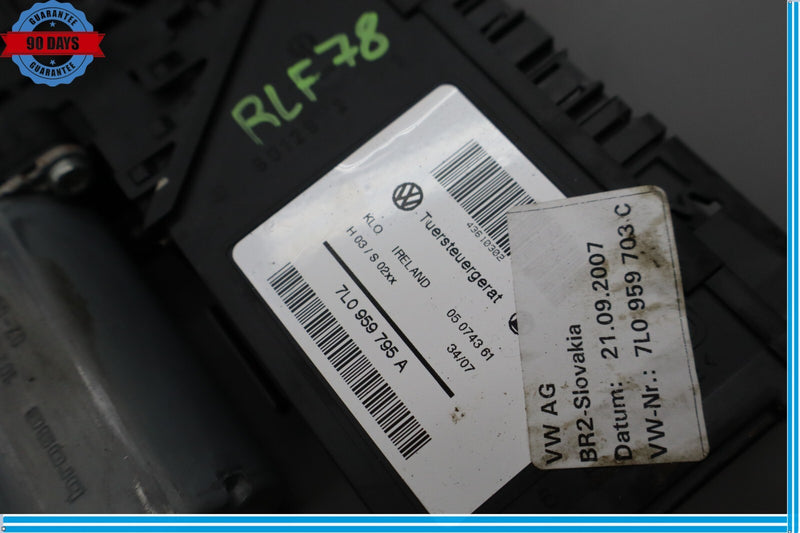 GUARANTEE
90 DAYS
GUARANTEE
RLF78
43610302
Tuersteuergerat
KLO IRELAND
H 03 / S 02xx
05 0743 61
34/07
7L0 959 795 A
VW AG
BR2-Slovakia
Datum: 21.09.2007
VW-Nr.: 7L0 959 703 C